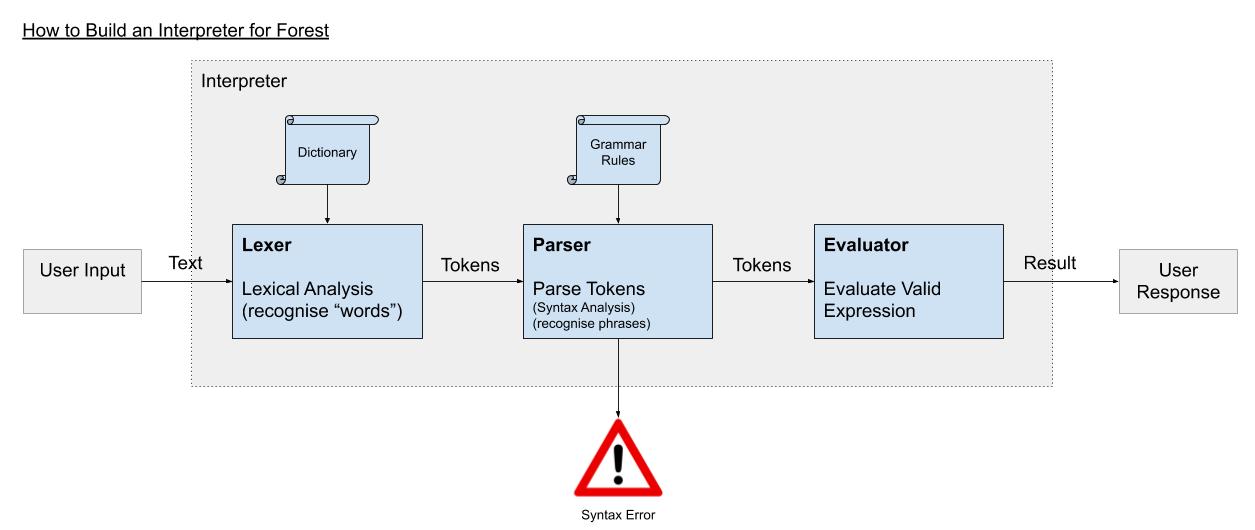 How to Build an Interpreter for Forest
Interpreter
Dictionary
Grammar
Rules
User Input
Text
Lexer
Lexical Analysis
(recognise “words”)
Tokens
Parser
Parse Tokens
(Syntax Analysis)
(recognise phrases)
Tokens
Evaluator
Evaluate Valid
Expression
Result
User
Response
Syntax Error